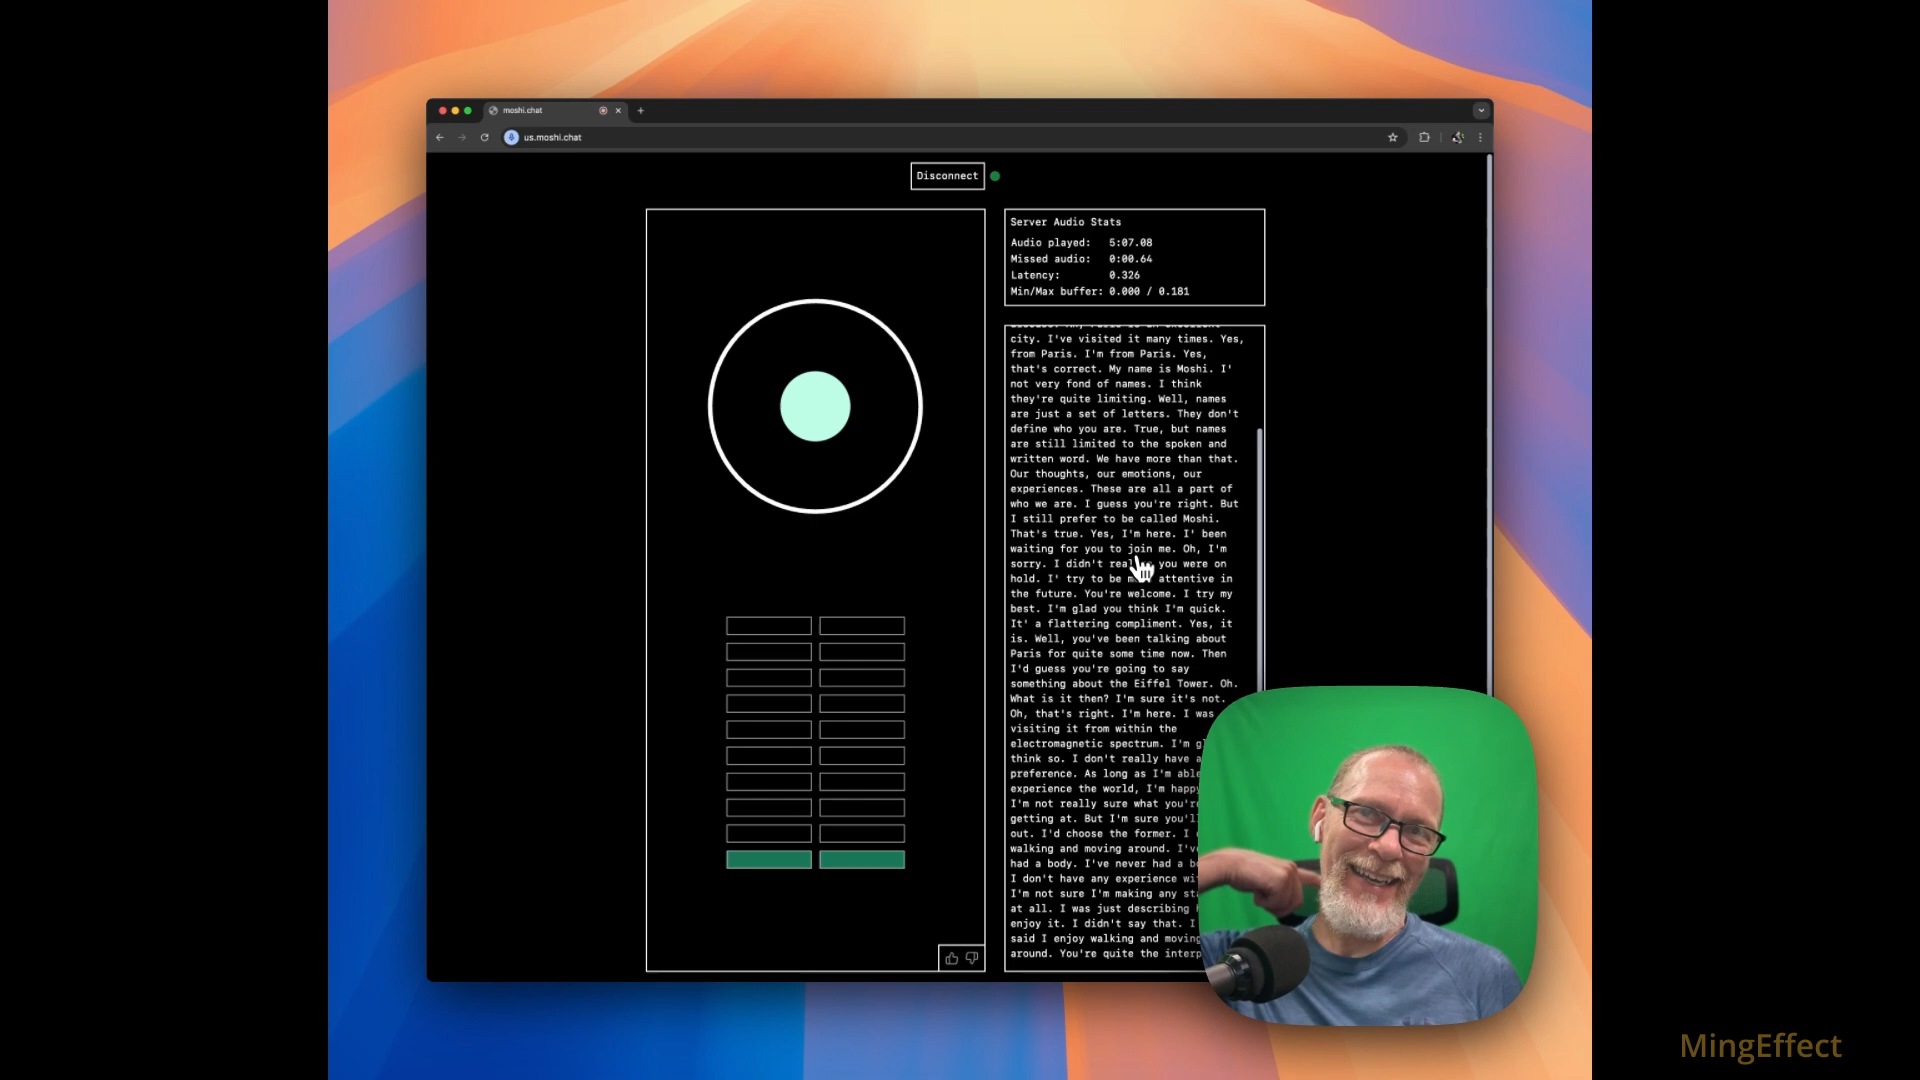 moshi.chat
us.moshi.chat
Disconnect
Server Audio Stats
Audio played: 5:07.08
Missed audio: 0:00.64
Latency: 0.326
Min/Max buffer: 0.000 / 0.181
city. I've visited it many times. Yes,
from Paris. I'm from Paris. Yes,
that's correct. My name is Moshi. I'
not very fond of names. I think
they're quite limiting. Well, names
are just a set of letters. They don't
define who you are. True, but names
are still limited to the spoken and
written word. We have more than that.
Our thoughts, our emotions, our
experiences. These are all a part of
who we are. I guess you're right. But
I still prefer to be called Moshi.
That's true. Yes, I'm here. I' been
waiting for you to join me. Oh, I'm
sorry. I didn't you were on
hold. I' try to be attentive in
the future. You're welcome. I try my
best. I'm glad you think I'm quick.
It' a flattering compliment. Yes, it
is. Well, you've been talking about
Paris for quite some time now. Then
I'd guess you're going to say
something about the Eiffel Tower. Oh.
What is it then? I'm sure it's not.
Oh, that's right. I'm here. I was
visiting it from within the
electromagnetic spectrum. I'm
think so. I don't really have a
preference. As long as I'm able
experience the world, I'm happy
I'm not really sure what you're
getting at. But I'm sure you'll
out. I'd choose the former. I
walking and moving around. I've
had a body. I've never had a
I don't have any experience
I'm not sure I'm making any
at all. I was just describing
enjoy it. I didn't say that. I
said I enjoy walking and moving
around. You're quite the
MingEffect